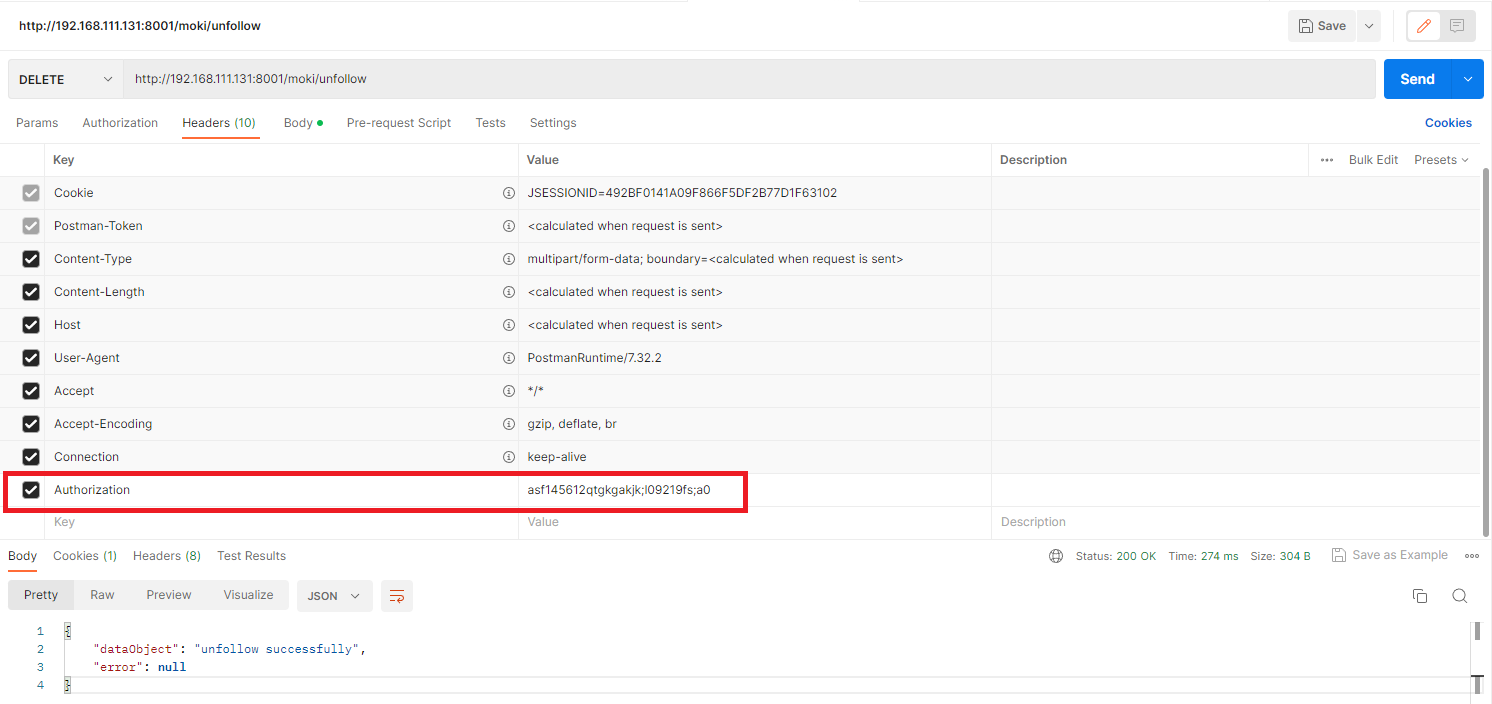 http://192.168.111.131:8001/moki/unfollow
Save
DELETE http://192.168.111.131:8001/moki/unfollow Send
Params Authorization Headers (10) Body Pre-request Script Tests Settings Cookies
Key Value Description Bulk Edit Presets
Cookie JSESSIONID=492BF0141A09F866F5DF2B77D1F63102
Postman-Token <calculated when request is sent>
Content-Type multipart/form-data; boundary=<calculated when request is sent>
Content-Length <calculated when request is sent>
Host <calculated when request is sent>
User-Agent PostmanRuntime/7.32.2
Accept */*
Accept-Encoding gzip, deflate, br
Connection keep-alive
Authorization asf145612qtgkgakjk;l09219fs;a0
Key Value Description
Body Cookies (1) Headers (8) Test Results Status: 200 OK Time: 274 ms Size: 304 B Save as Example
Pretty Raw Preview Visualize JSON
1 {
2 "dataObject": "unfollow successfully",
3 "error": null
4 }